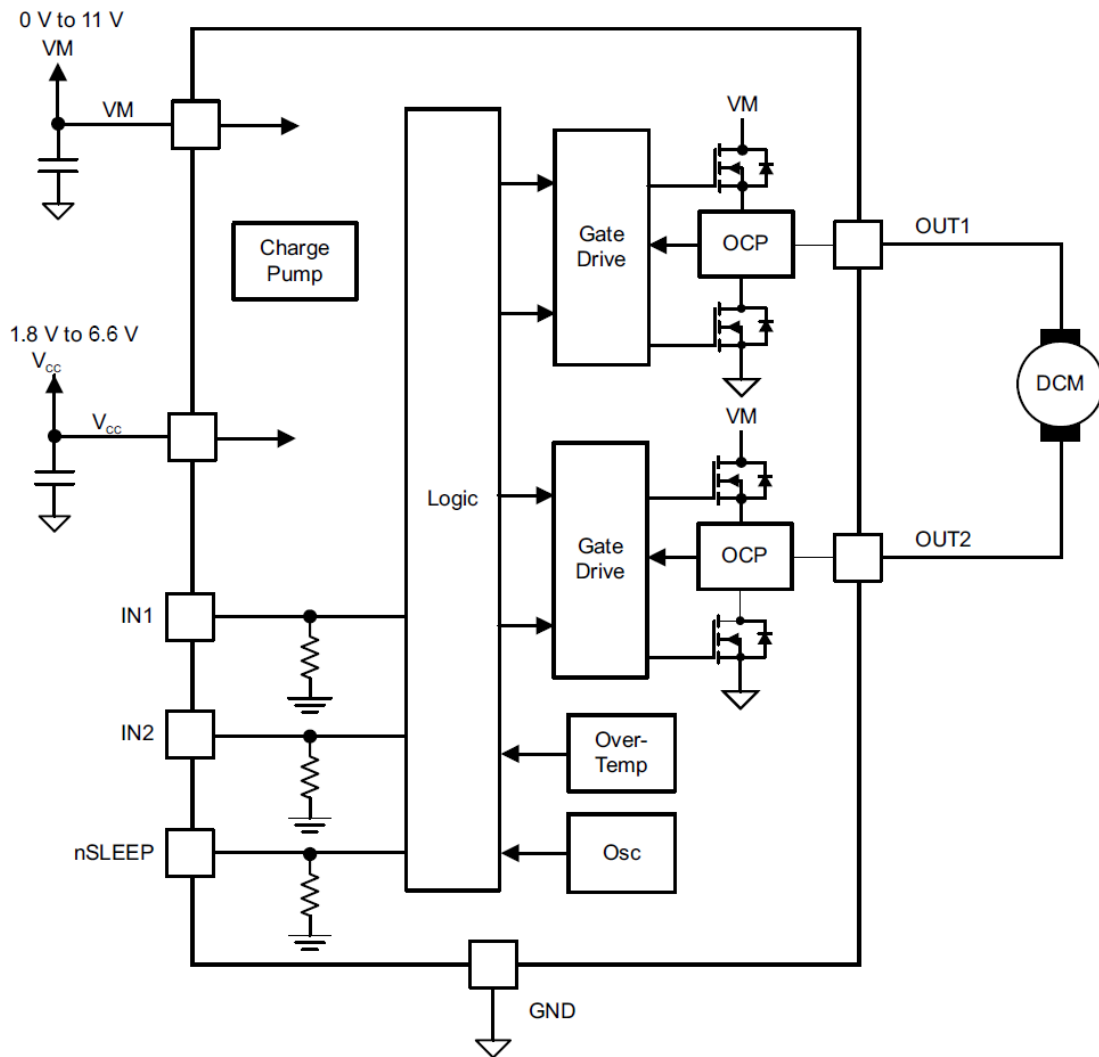 0 V to 11 V
VM
VM
VM
Charge
Pump
Gate
Drive
OCP
OUT1
1.8 V to 6.6 V
Vcc
Vcc
DCM
VM
Logic
Gate
Drive
OCP
OUT2
IN1
IN2
Over-
Temp
nSLEEP
Osc
GND